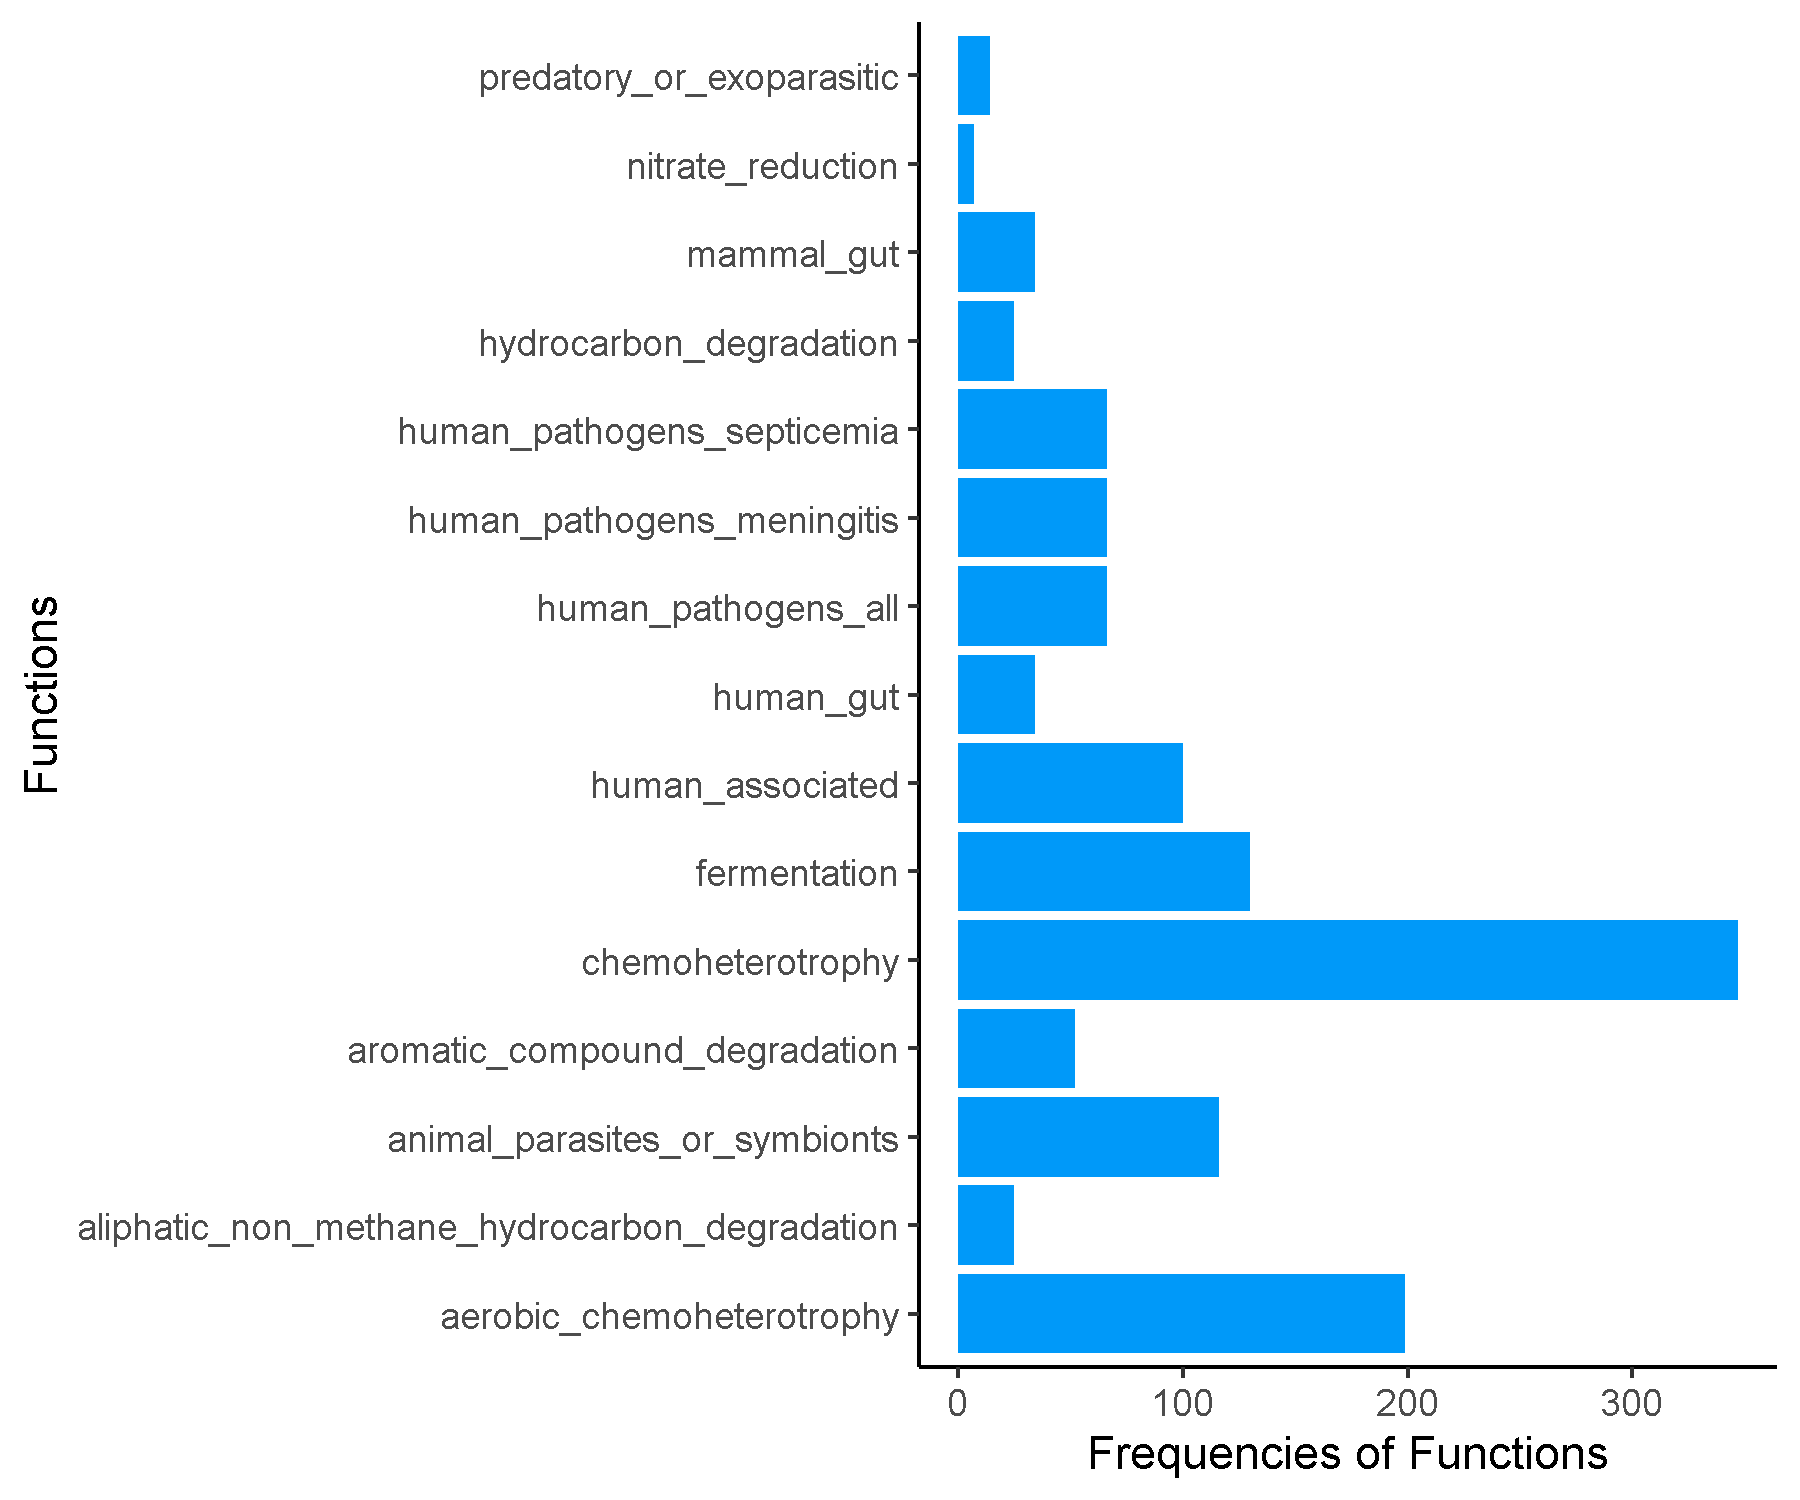 Functions
predatory_or_exoparasitic
nitrate_reduction
mammal_gut
hydrocarbon_degradation
human_pathogens_septicemia
human_pathogens_meningitis
human_pathogens_all
human_gut
human_associated
fermentation
chemoheterotrophy
aromatic_compound_degradation
animal_parasites_or_symbionts
aliphatic_non_methane_hydrocarbon_degradation
aerobic_chemoheterotrophy
0 100 200 300
Frequencies of Functions